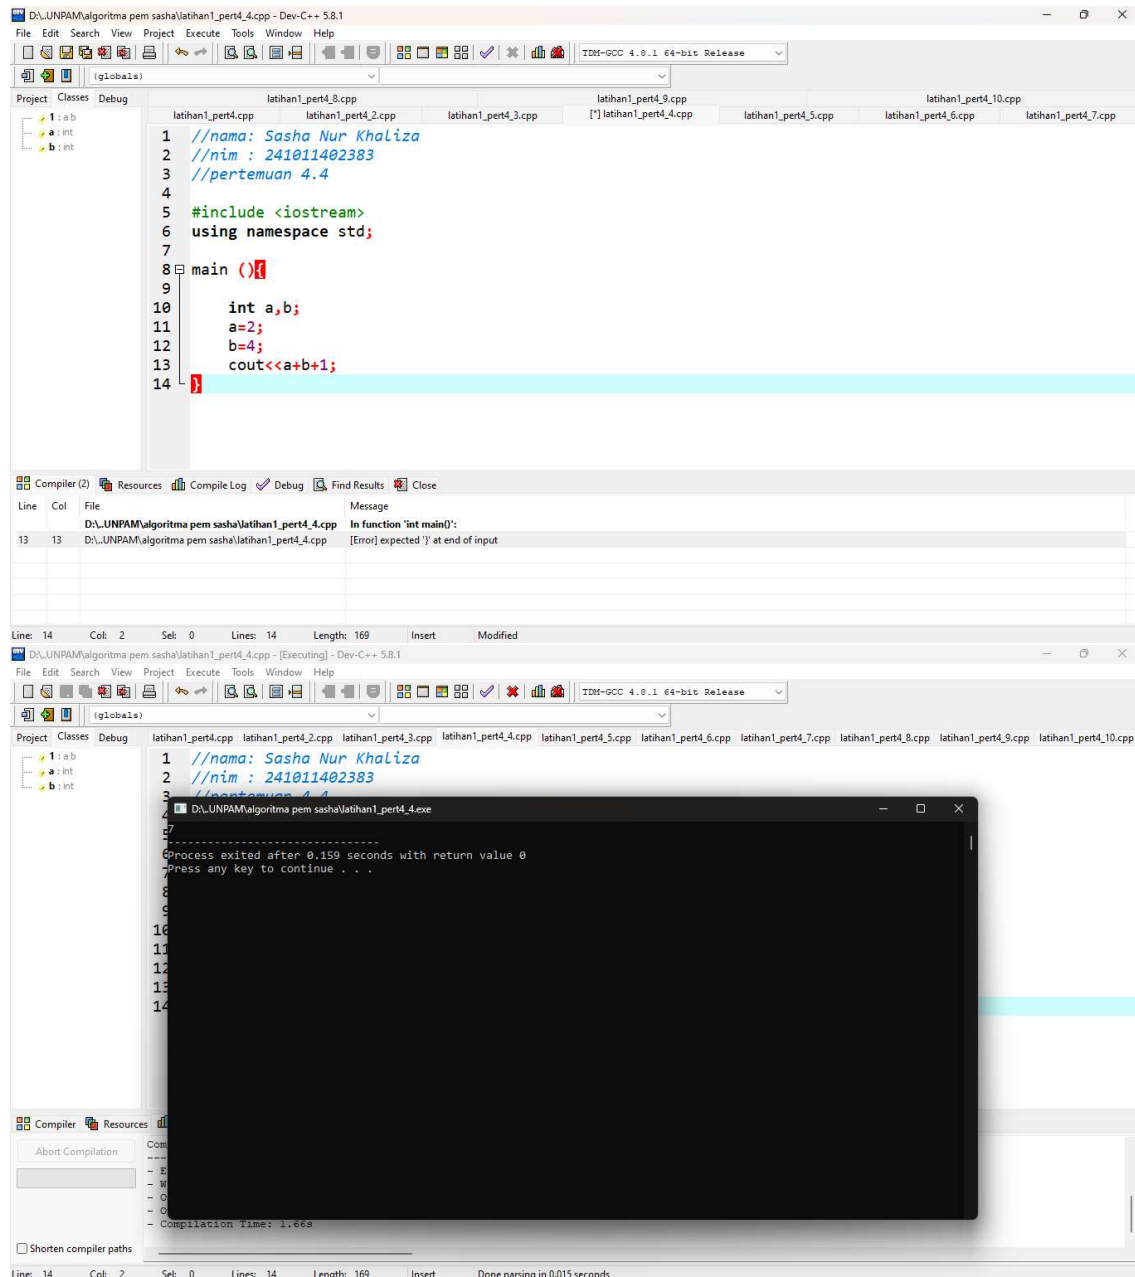 D:\..UNPAM\algoritma pem sasha\latihan1_pert4_4.cpp - Dev-C++ 5.8.1
File Edit Search View Project Execute Tools Window Help
TDM-GCC 4.8.1 64-bit Release
(globals)
Project Classes Debug
latihan1_pert4_8.cpp latihan1_pert4_9.cpp latihan1_pert4_10.cpp
latihan1_pert4.cpp latihan1_pert4_2.cpp latihan1_pert4_3.cpp [*] latihan1_pert4_4.cpp latihan1_pert4_5.cpp latihan1_pert4_6.cpp latihan1_pert4_7.cpp
1 : a b
a : int
b : int
1 //nama: Sasha Nur Khaliza
2 //nim : 241011402383
3 //pertemuan 4.4
4
5 #include <iostream>
6 using namespace std;
7
8 main (){
9
10 int a,b;
11 a=2;
12 b=4;
13 cout<<a+b+1;
14 }
Compiler (2) Resources Compile Log Debug Find Results Close
Line Col File Message
D:\..UNPAM\algoritma pem sasha\latihan1_pert4_4.cpp In function 'int main()':
13 13 D:\..UNPAM\algoritma pem sasha\latihan1_pert4_4.cpp [Error] expected '}' at end of input
Line: 14 Col: 2 Sel: 0 Lines: 14 Length: 169 Insert Modified
D:\..UNPAM\algoritma pem sasha\latihan1_pert4_4.cpp - [Executing] - Dev-C++ 5.8.1
File Edit Search View Project Execute Tools Window Help
TDM-GCC 4.8.1 64-bit Release
(globals)
Project Classes Debug latihan1_pert4.cpp latihan1_pert4_2.cpp latihan1_pert4_3.cpp latihan1_pert4_4.cpp latihan1_pert4_5.cpp latihan1_pert4_6.cpp latihan1_pert4_7.cpp latihan1_pert4_8.cpp latihan1_pert4_9.cpp latihan1_pert4_10.cpp
1 : a b
a : int
b : int
1 //nama: Sasha Nur Khaliza
2 //nim : 241011402383
3 //pertemuan 4.4
D:\..UNPAM\algoritma pem sasha\latihan1_pert4_4.exe
7
--------------------------------
Process exited after 0.159 seconds with return value 0
Press any key to continue . . .
Compiler Resources
Abort Compilation
- Compilation Time: 1.66s
Shorten compiler paths
Line: 14 Col: 2 Sel: 0 Lines: 14 Length: 169 Insert Done parsing in 0.015 seconds